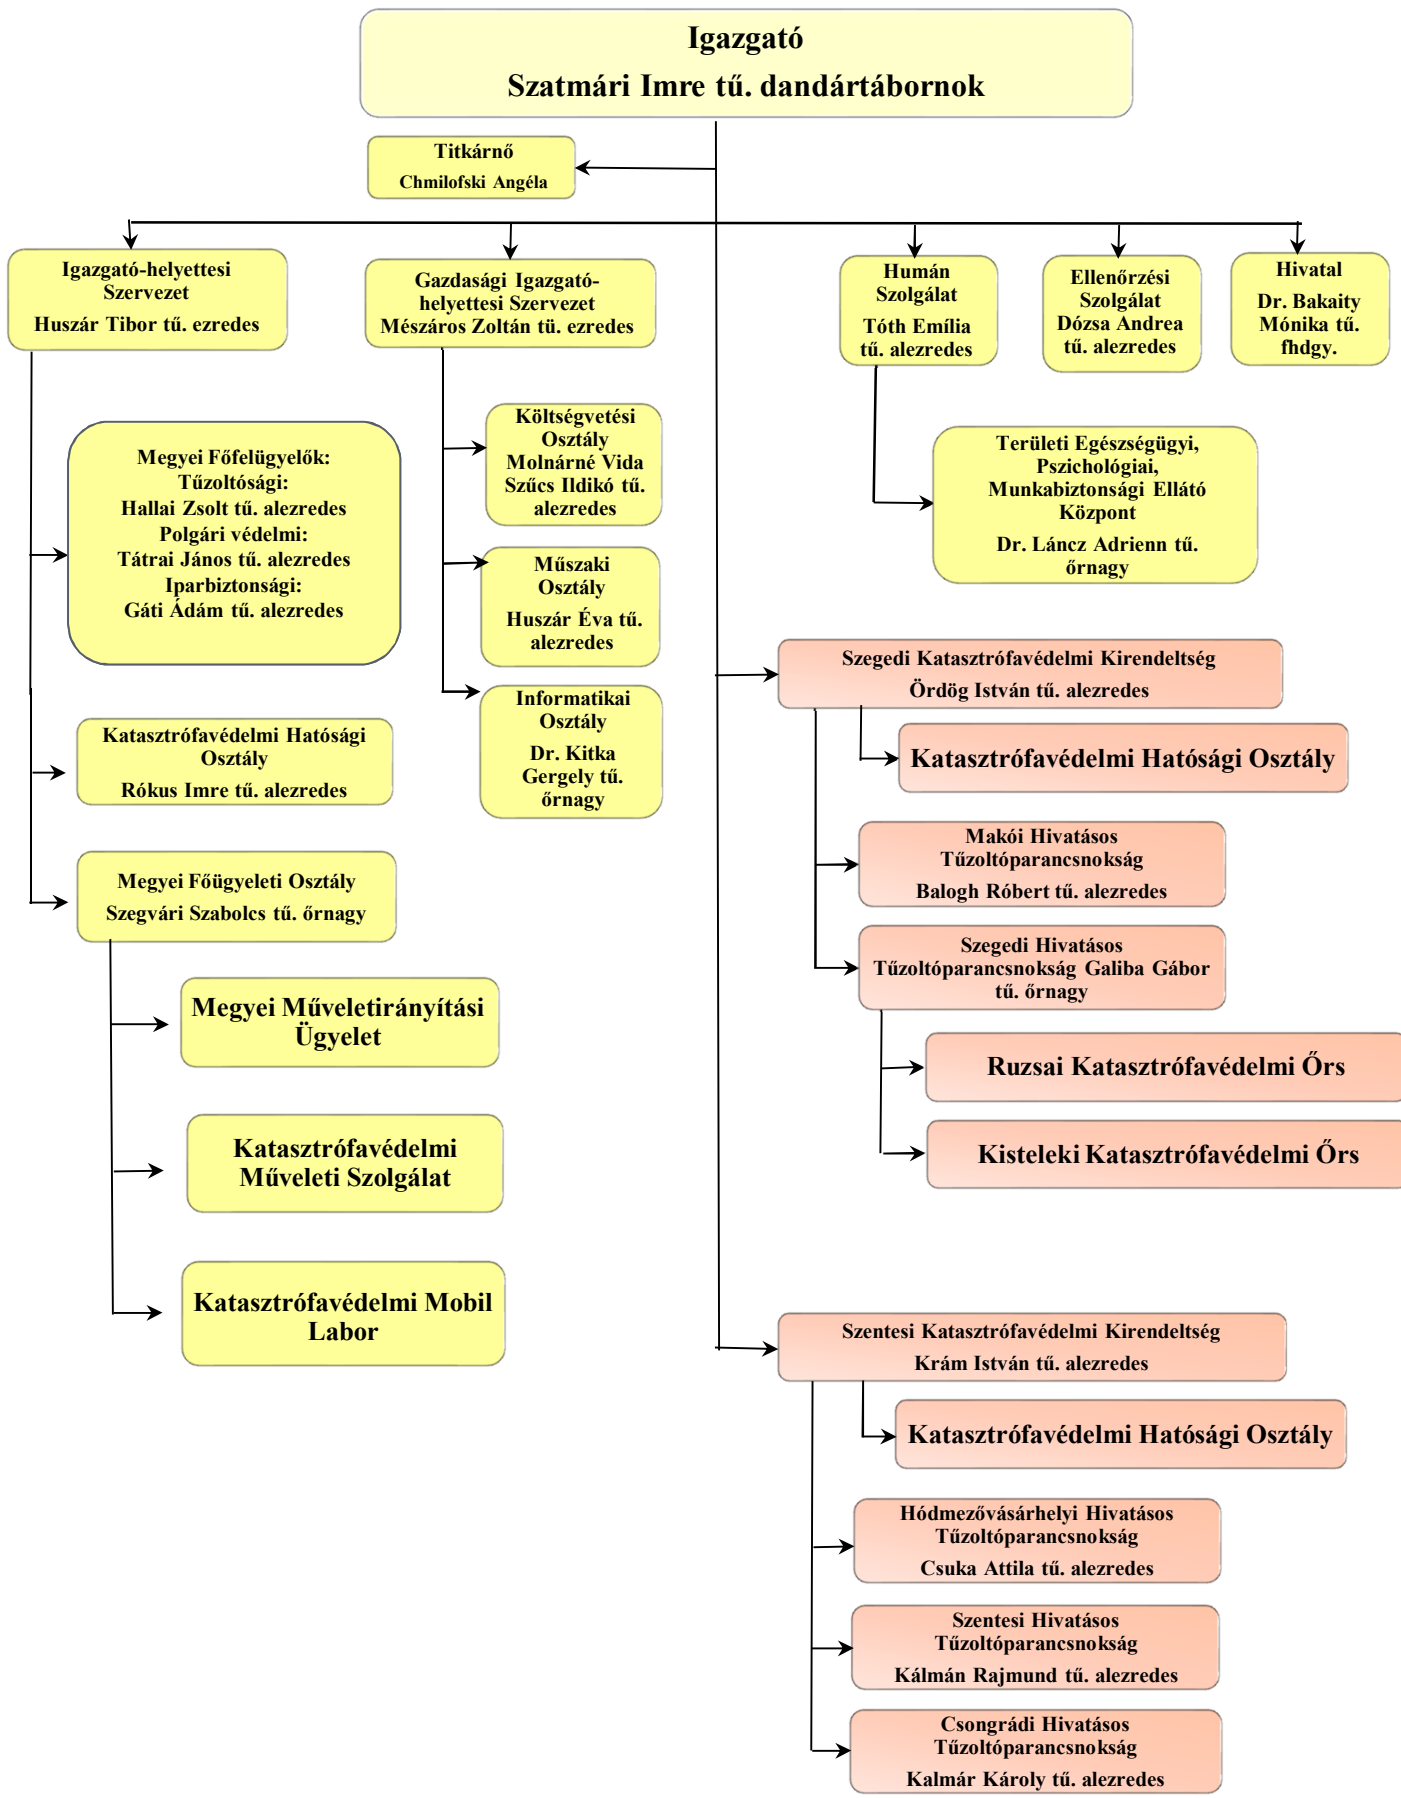 Igazgató
Szatmári Imre tű. dandártábornok
Titkárnő
Chmilofski Angéla
Igazgató-helyettesi
Szervezet
Huszár Tibor tű. ezredes
Gazdasági Igazgató-
helyettesi Szervezet
Mészáros Zoltán tü. ezredes
Humán
Szolgálat
Tóth Emília
tű. alezredes
Ellenőrzési
Szolgálat
Dózsa Andrea
tű. alezredes
Hivatal
Dr. Bakaity
Mónika tű.
fhdgy.
Megyei Főfelügyelők:
Tűzoltósági:
Hallai Zsolt tű. alezredes
Polgári védelmi:
Tátrai János tű. alezredes
Iparbiztonsági:
Gáti Ádám tű. alezredes
Katasztrófavédelmi Hatósági
Osztály
Rókus Imre tű. alezredes
Megyei Főügyeleti Osztály
Szegvári Szabolcs tű. őrnagy
Megyei Műveletirányítási
Ügyelet
Katasztrófavédelmi
Műveleti Szolgálat
Katasztrófavédelmi Mobil
Labor
Költségvetési
Osztály
Molnárné Vida
Szűcs Ildikó tű.
alezredes
Műszaki
Osztály
Huszár Éva tű.
alezredes
Informatikai
Osztály
Dr. Kitka
Gergely tű.
őrnagy
Területi Egészségügyi,
Pszichológiai,
Munkabiztonsági Ellátó
Központ
Dr. Láncz Adrienn tű.
őrnagy
Szegedi Katasztrófavédelmi Kirendeltség
Ördög István tű. alezredes
Katasztrófavédelmi Hatósági Osztály
Makói Hivatásos
Tűzoltóparancsnokság
Balogh Róbert tű. alezredes
Szegedi Hivatásos
Tűzoltóparancsnokság Galiba Gábor
tű. őrnagy
Ruzsai Katasztrófavédelmi Őrs
Kisteleki Katasztrófavédelmi Őrs
Szentesi Katasztrófavédelmi Kirendeltség
Krám István tű. alezredes
Katasztrófavédelmi Hatósági Osztály
Hódmezővásárhelyi Hivatásos
Tűzoltóparancsnokság
Csuka Attila tű. alezredes
Szentesi Hivatásos
Tűzoltóparancsnokság
Kálmán Rajmund tű. alezredes
Csongrádi Hivatásos
Tűzoltóparancsnokság
Kalmár Károly tű. alezredes